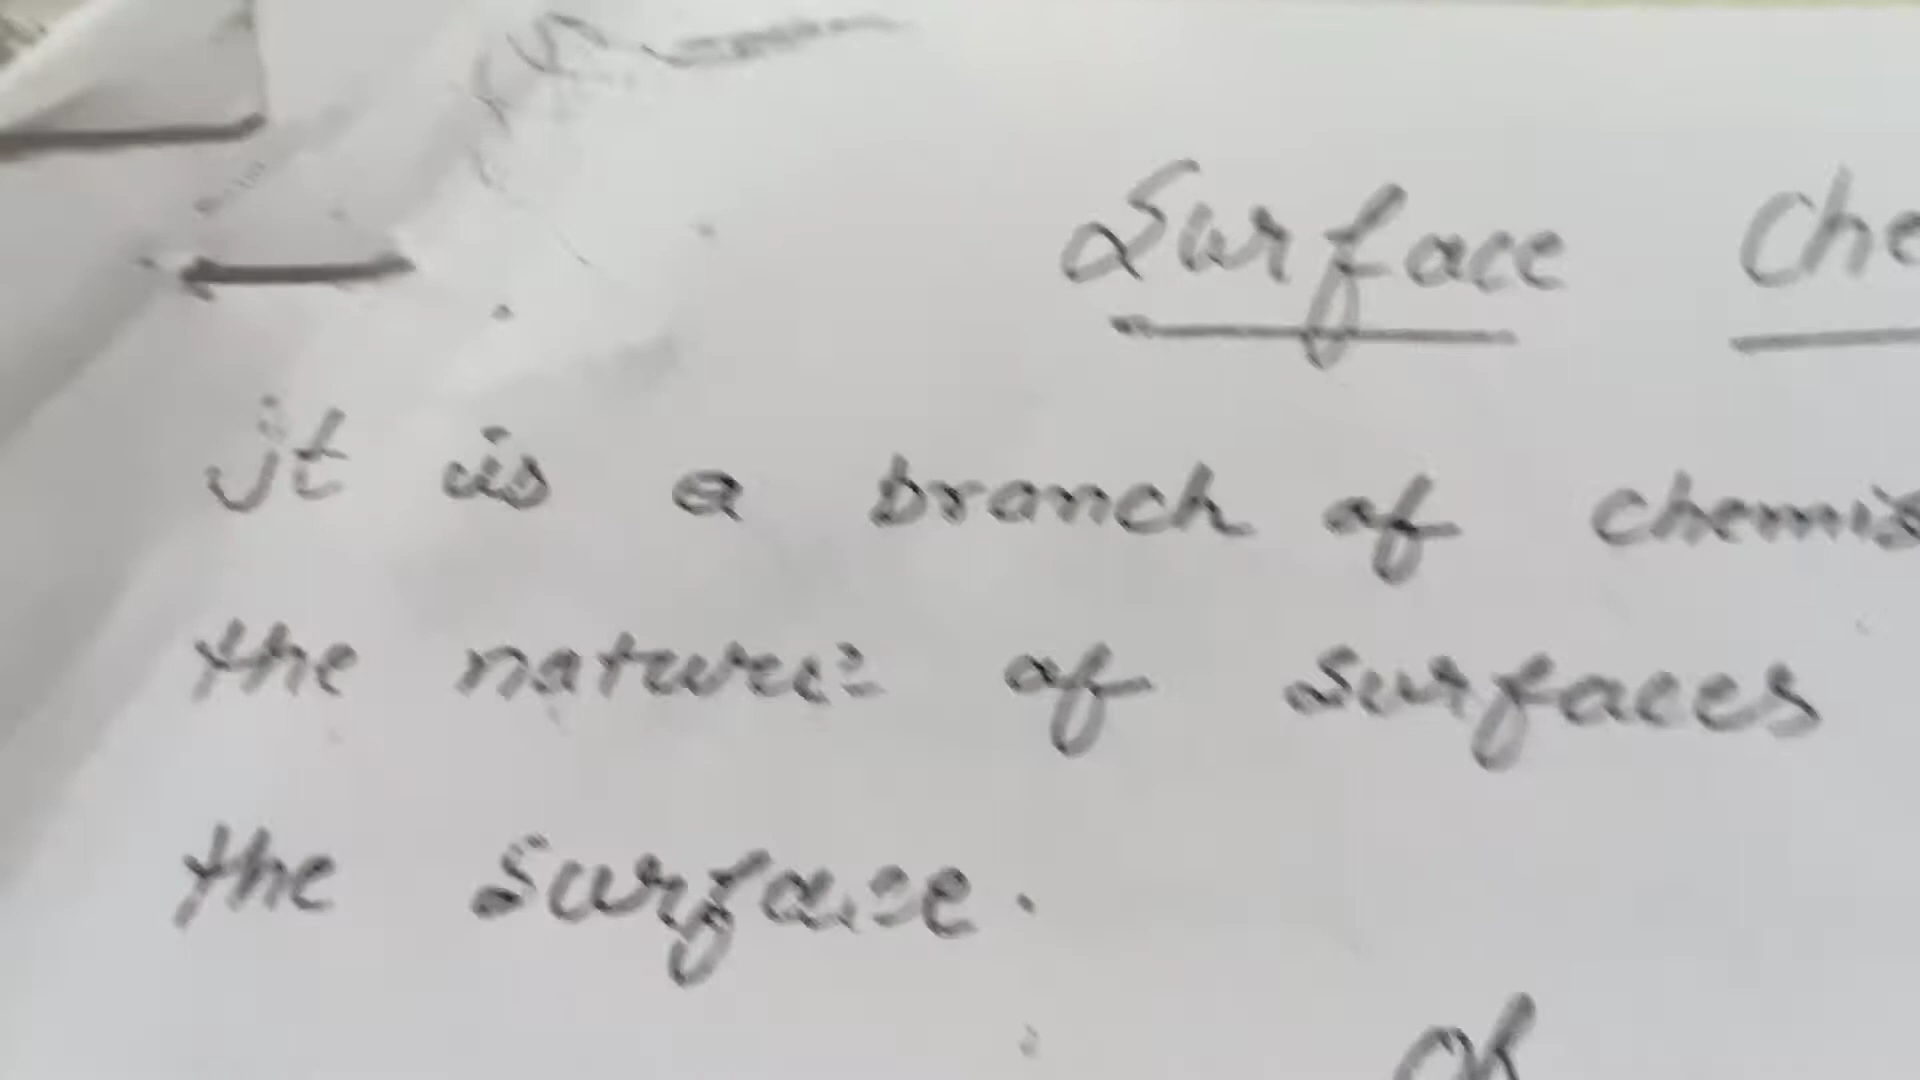 Surface Che
it is a branch of chemis
the nature of surfaces
the surface.